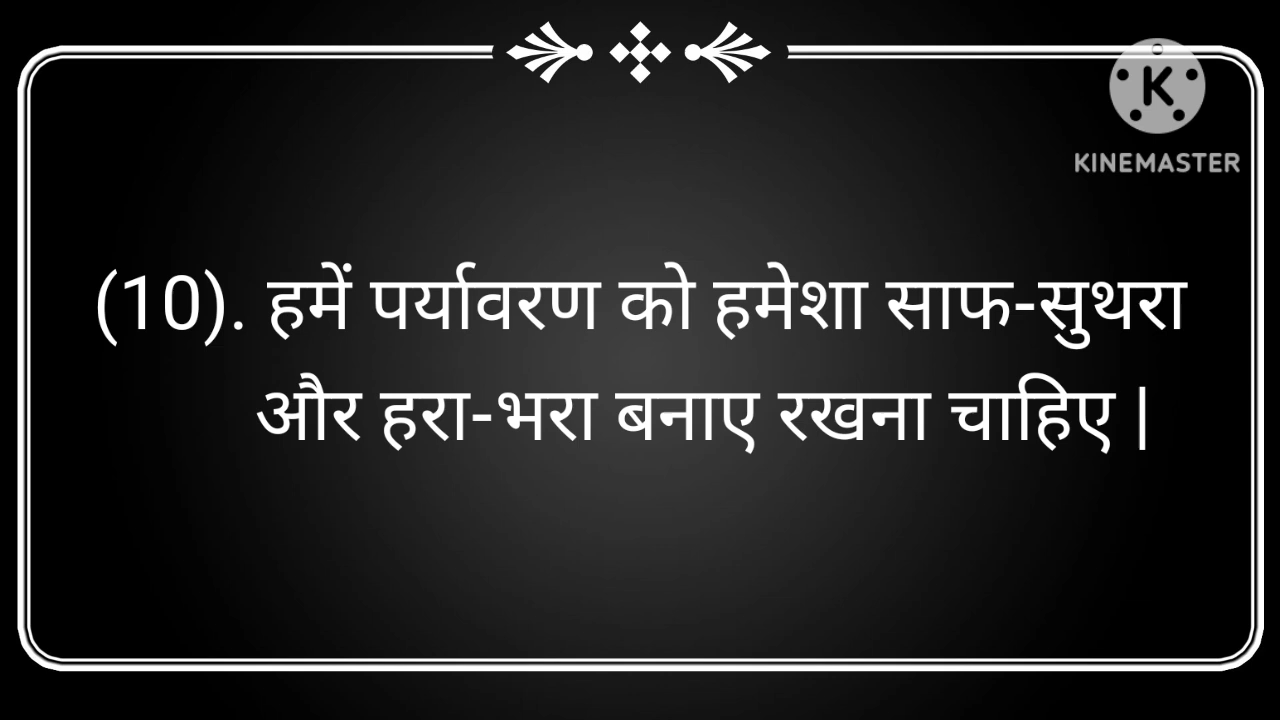 K
KINEMASTER
(10). हमें पर्यावरण को हमेशा साफ-सुथरा
और हरा-भरा बनाए रखना चाहिए |